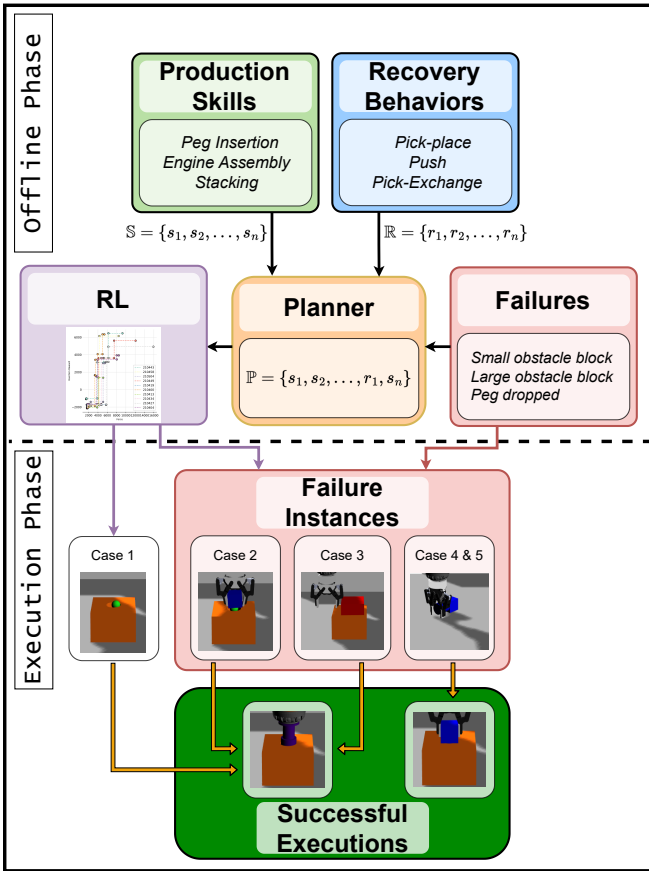 Offline Phase
Production
Skills
Peg Insertion
Engine Assembly
Stacking
Recovery
Behaviors
Pick-place
Push
Pick-Exchange
𝕊 = {s₁, s₂, …, sₙ}
ℝ = {r₁, r₂, …, rₙ}
RL
Planner
ℙ = {s₁, s₂, …, r₁, sₙ}
Failures
Small obstacle block
Large obstacle block
Peg dropped
Execution Phase
Failure
Instances
Case 1
Case 2
Case 3
Case 4 & 5
Successful
Executions